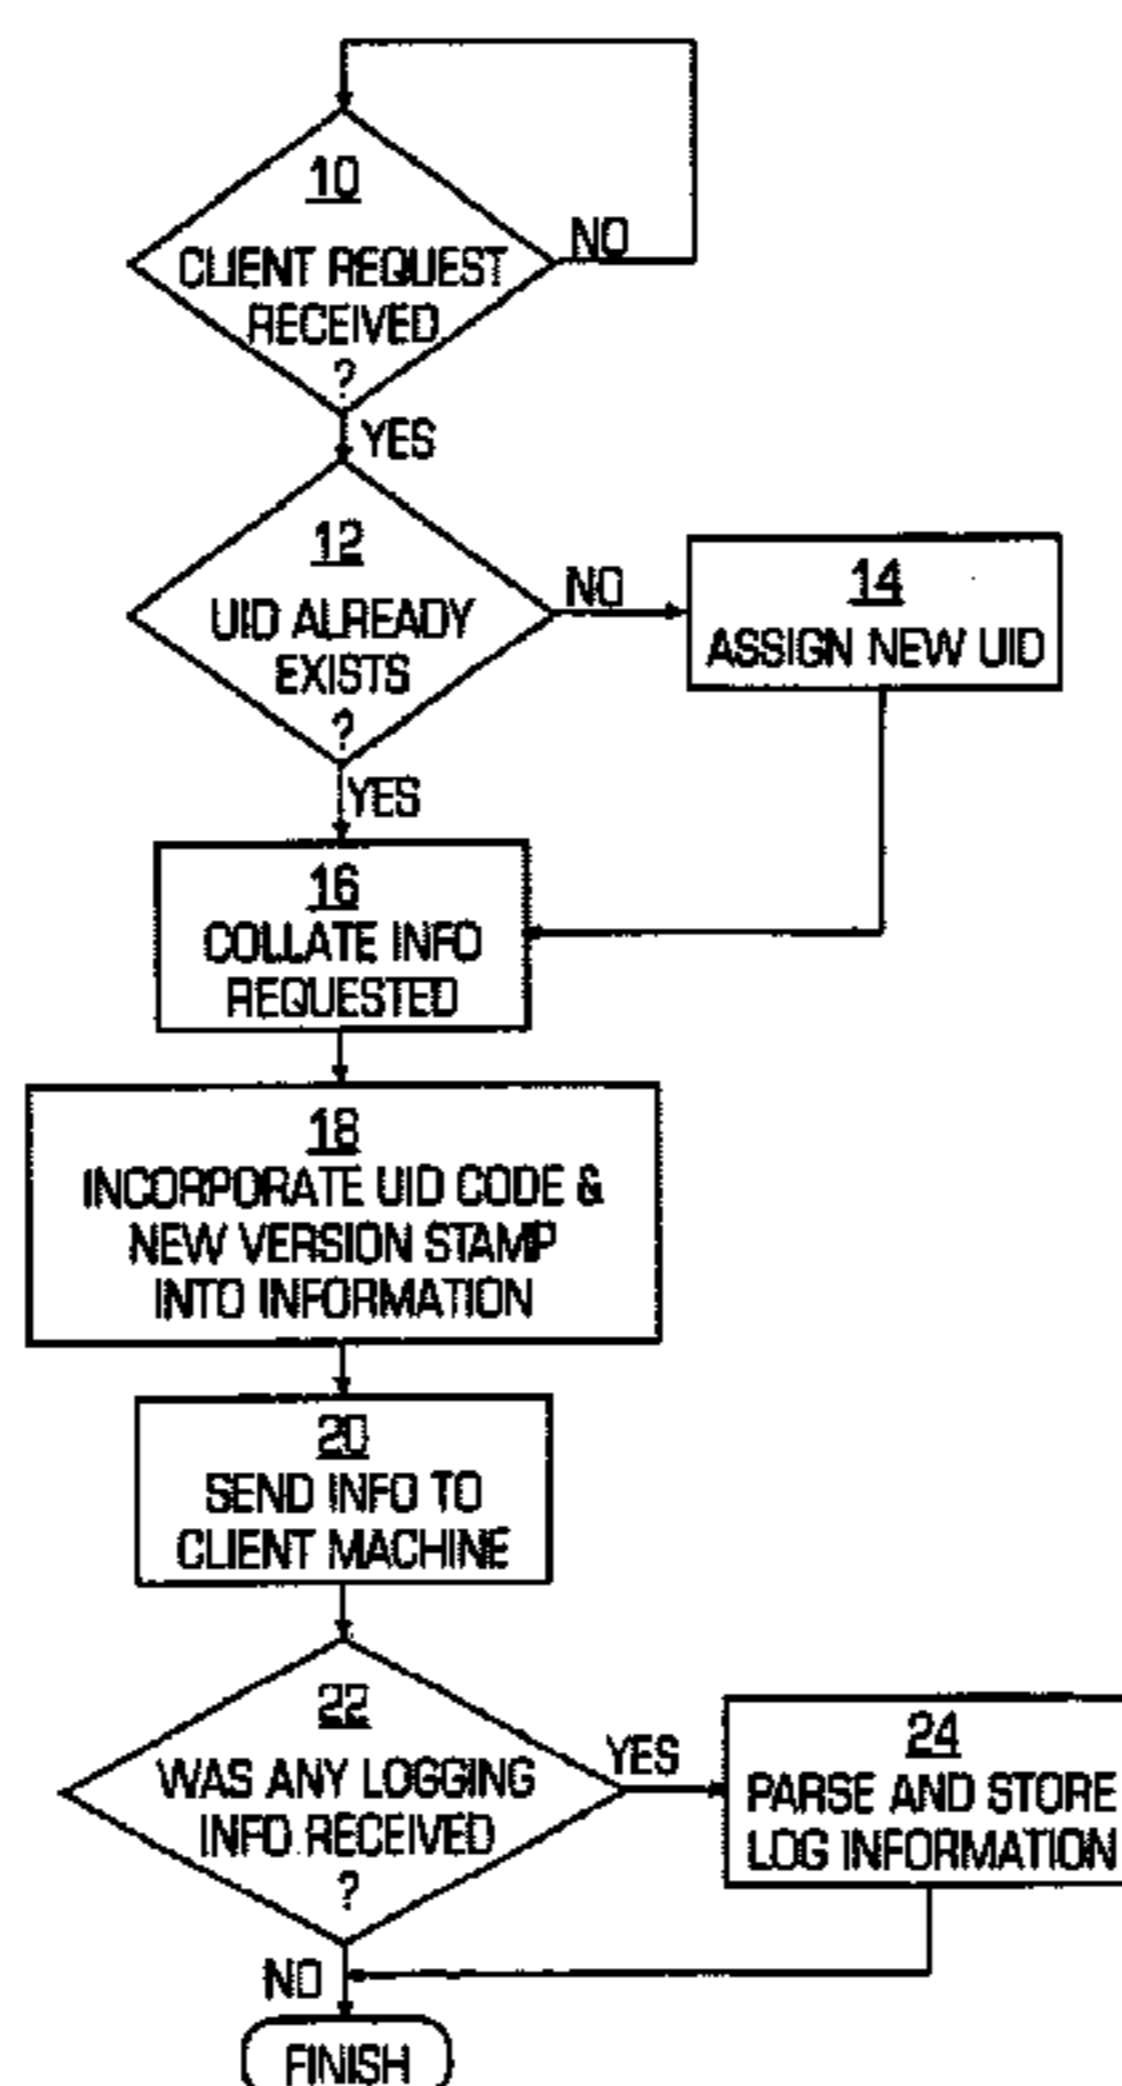 10
CLIENT REQUEST
RECEIVED
?
NO
YES
12
UID ALREADY
EXISTS
?
NO
14
ASSIGN NEW UID
YES
16
COLLATE INFO
REQUESTED
18
INCORPORATE UID CODE &
NEW VERSION STAMP
INTO INFORMATION
20
SEND INFO TO
CLIENT MACHINE
22
WAS ANY LOGGING
INFO RECEIVED
?
YES
24
PARSE AND STORE
LOG INFORMATION
NO
FINISH